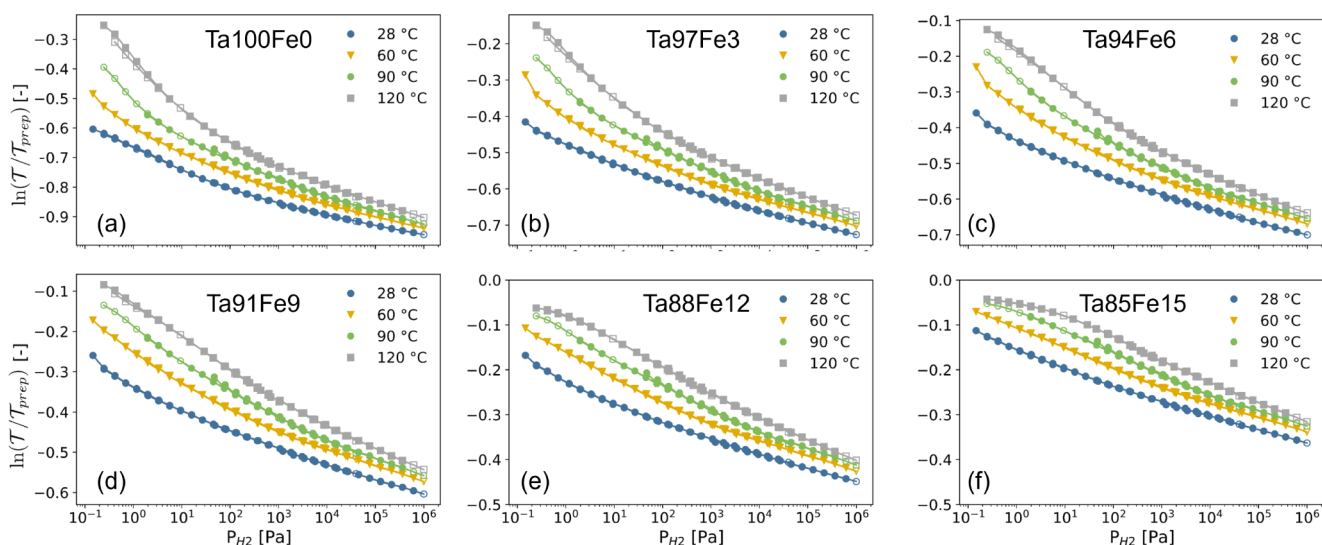 Ta100Fe0
28 °C
60 °C
90 °C
120 °C
−0.3
−0.4
−0.5
−0.6
−0.7
−0.8
−0.9
ln(𝒯/𝒯prep) [-]
(a)
Ta97Fe3
28 °C
60 °C
90 °C
120 °C
−0.2
−0.3
−0.4
−0.5
−0.6
−0.7
(b)
Ta94Fe6
28 °C
60 °C
90 °C
120 °C
−0.1
−0.2
−0.3
−0.4
−0.5
−0.6
−0.7
(c)
Ta91Fe9
28 °C
60 °C
90 °C
120 °C
−0.1
−0.2
−0.3
−0.4
−0.5
−0.6
ln(𝒯/𝒯prep) [-]
(d)
10⁻¹ 10⁰ 10¹ 10² 10³ 10⁴ 10⁵ 10⁶
PH2 [Pa]
Ta88Fe12
28 °C
60 °C
90 °C
120 °C
0.0
−0.1
−0.2
−0.3
−0.4
−0.5
(e)
10⁻¹ 10⁰ 10¹ 10² 10³ 10⁴ 10⁵ 10⁶
PH2 [Pa]
Ta85Fe15
28 °C
60 °C
90 °C
120 °C
0.0
−0.1
−0.2
−0.3
−0.4
−0.5
(f)
10⁻¹ 10⁰ 10¹ 10² 10³ 10⁴ 10⁵ 10⁶
PH2 [Pa]